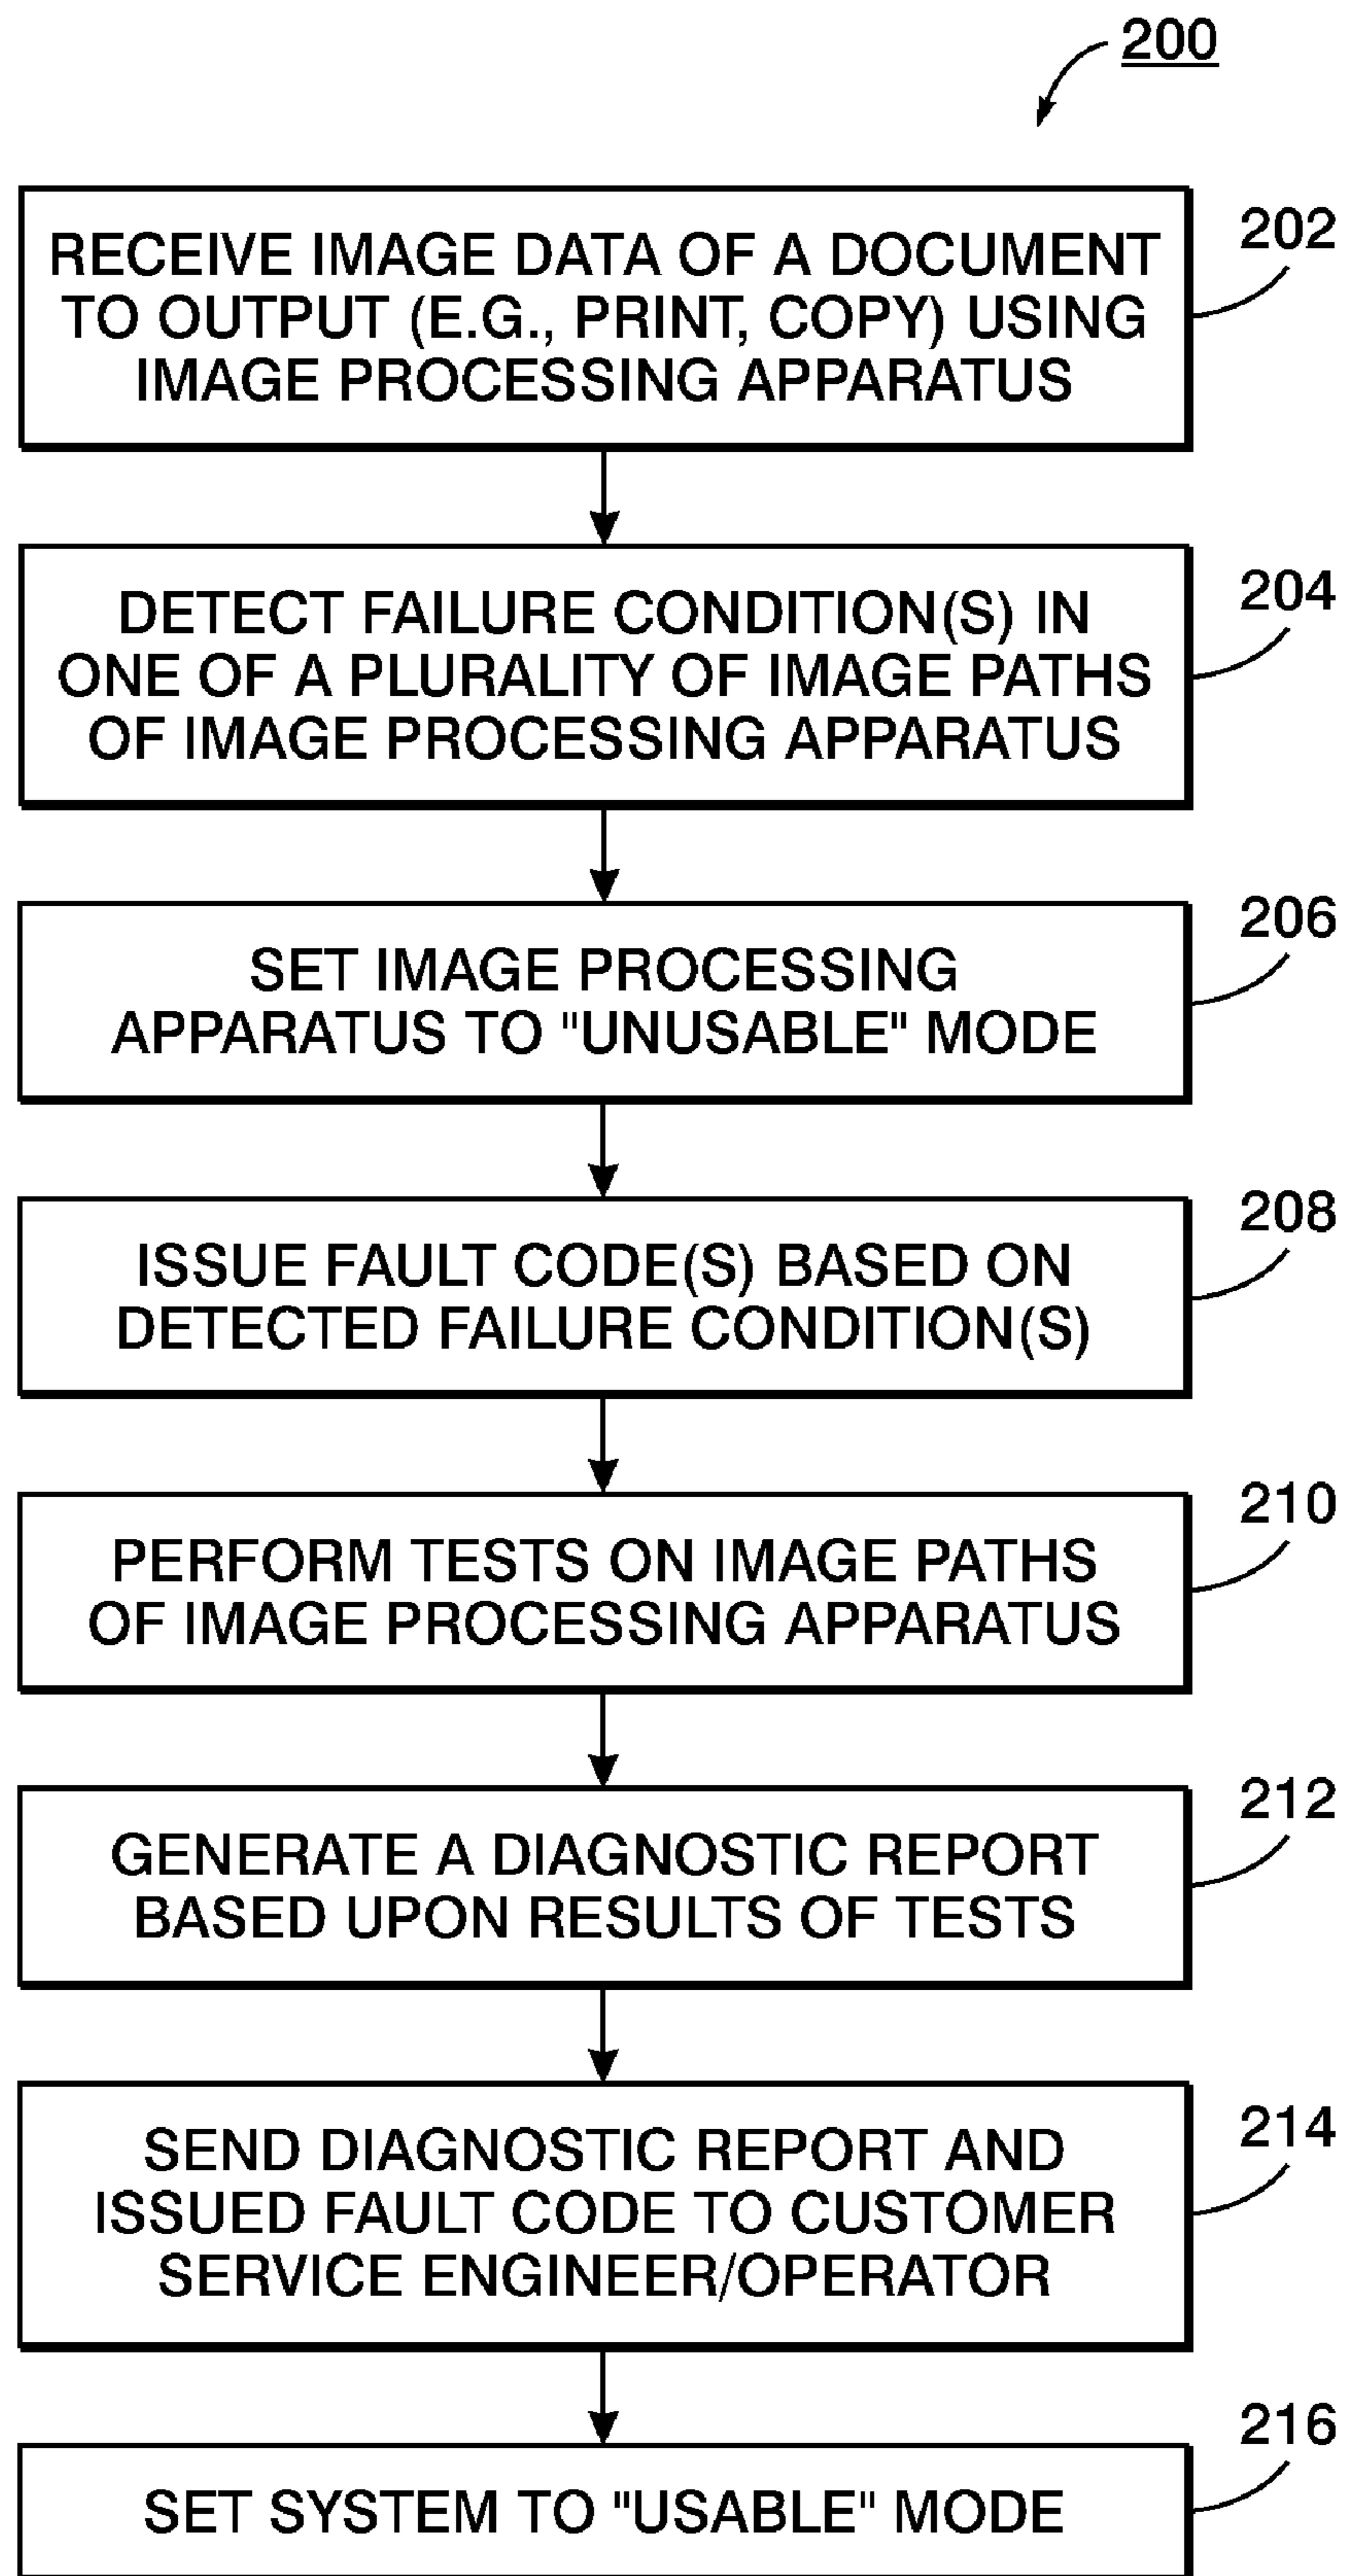 200
RECEIVE IMAGE DATA OF A DOCUMENT
TO OUTPUT (E.G., PRINT, COPY) USING
IMAGE PROCESSING APPARATUS
202
DETECT FAILURE CONDITION(S) IN
ONE OF A PLURALITY OF IMAGE PATHS
OF IMAGE PROCESSING APPARATUS
204
SET IMAGE PROCESSING
APPARATUS TO "UNUSABLE" MODE
206
ISSUE FAULT CODE(S) BASED ON
DETECTED FAILURE CONDITION(S)
208
PERFORM TESTS ON IMAGE PATHS
OF IMAGE PROCESSING APPARATUS
210
GENERATE A DIAGNOSTIC REPORT
BASED UPON RESULTS OF TESTS
212
SEND DIAGNOSTIC REPORT AND
ISSUED FAULT CODE TO CUSTOMER
SERVICE ENGINEER/OPERATOR
214
SET SYSTEM TO "USABLE" MODE
216